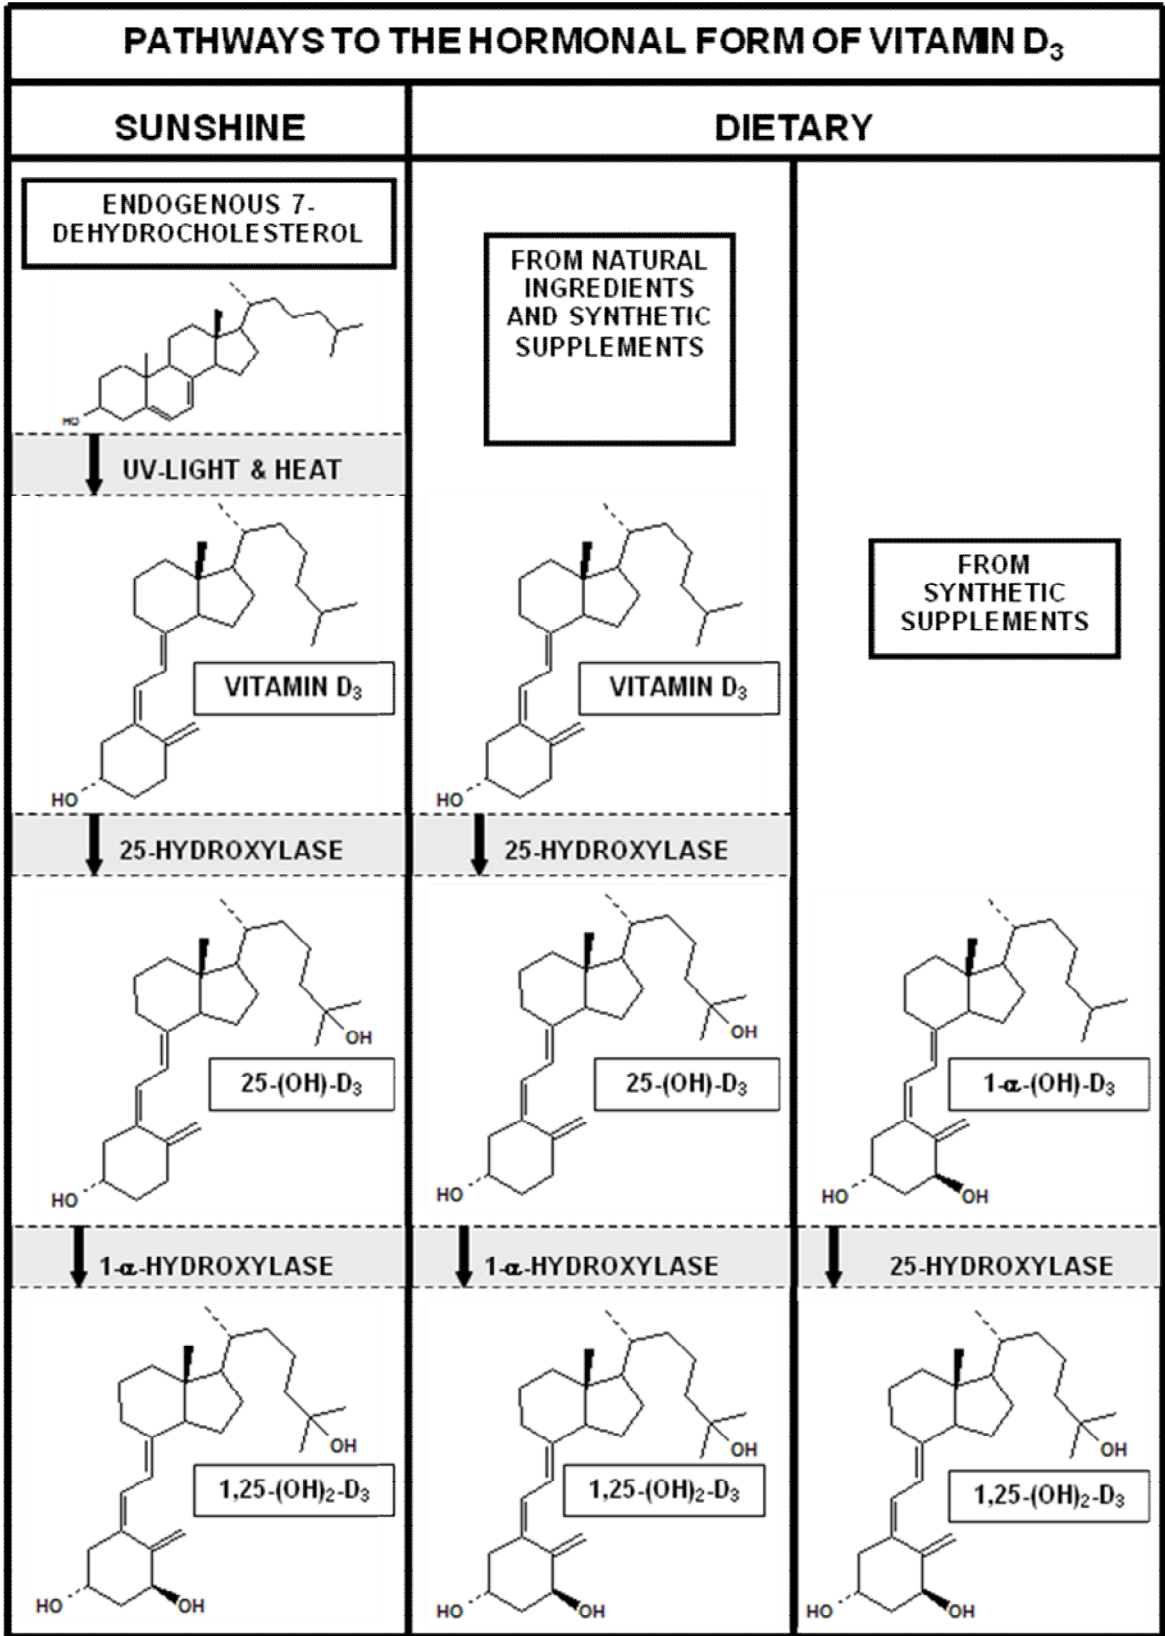 PATHWAYS TO THE HORMONAL FORM OF VITAMIN D₃
SUNSHINE
DIETARY
ENDOGENOUS 7-
DEHYDROCHOLESTEROL
HO
UV-LIGHT & HEAT
VITAMIN D₃
HO
25-HYDROXYLASE
OH
25-(OH)-D₃
HO
1-α-HYDROXYLASE
OH
1,25-(OH)₂-D₃
HO
OH
FROM NATURAL
INGREDIENTS
AND SYNTHETIC
SUPPLEMENTS
VITAMIN D₃
HO
25-HYDROXYLASE
OH
25-(OH)-D₃
HO
1-α-HYDROXYLASE
OH
1,25-(OH)₂-D₃
HO
OH
FROM
SYNTHETIC
SUPPLEMENTS
1-α-(OH)-D₃
HO
OH
25-HYDROXYLASE
OH
1,25-(OH)₂-D₃
HO
OH